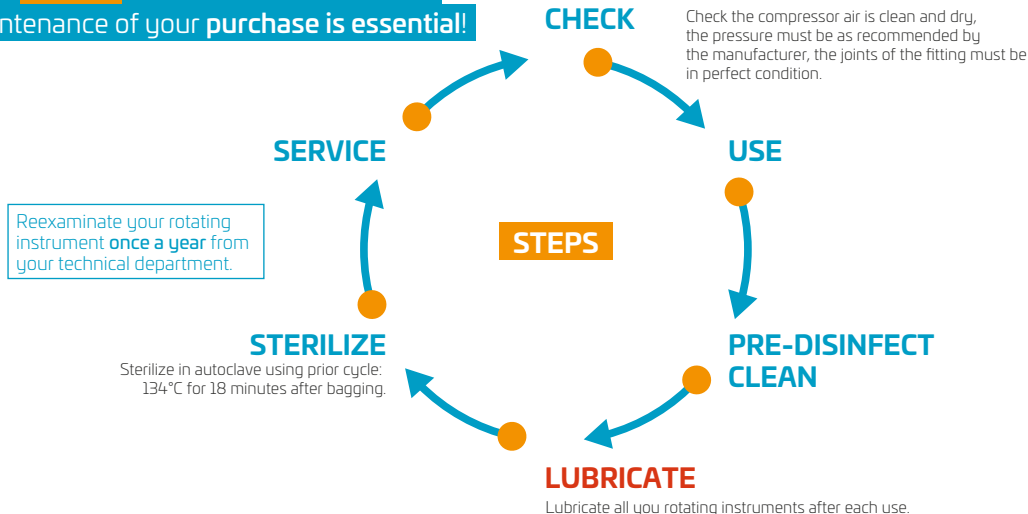 ntenance of your purchase is essential!
CHECK
Check the compressor air is clean and dry,
the pressure must be as recommended by
the manufacturer, the joints of the fitting must be
in perfect condition.
SERVICE
USE
Reexaminate your rotating
instrument once a year from
your technical department.
STEPS
STERILIZE
Sterilize in autoclave using prior cycle:
134°C for 18 minutes after bagging.
PRE-DISINFECT
CLEAN
LUBRICATE
Lubricate all you rotating instruments after each use.